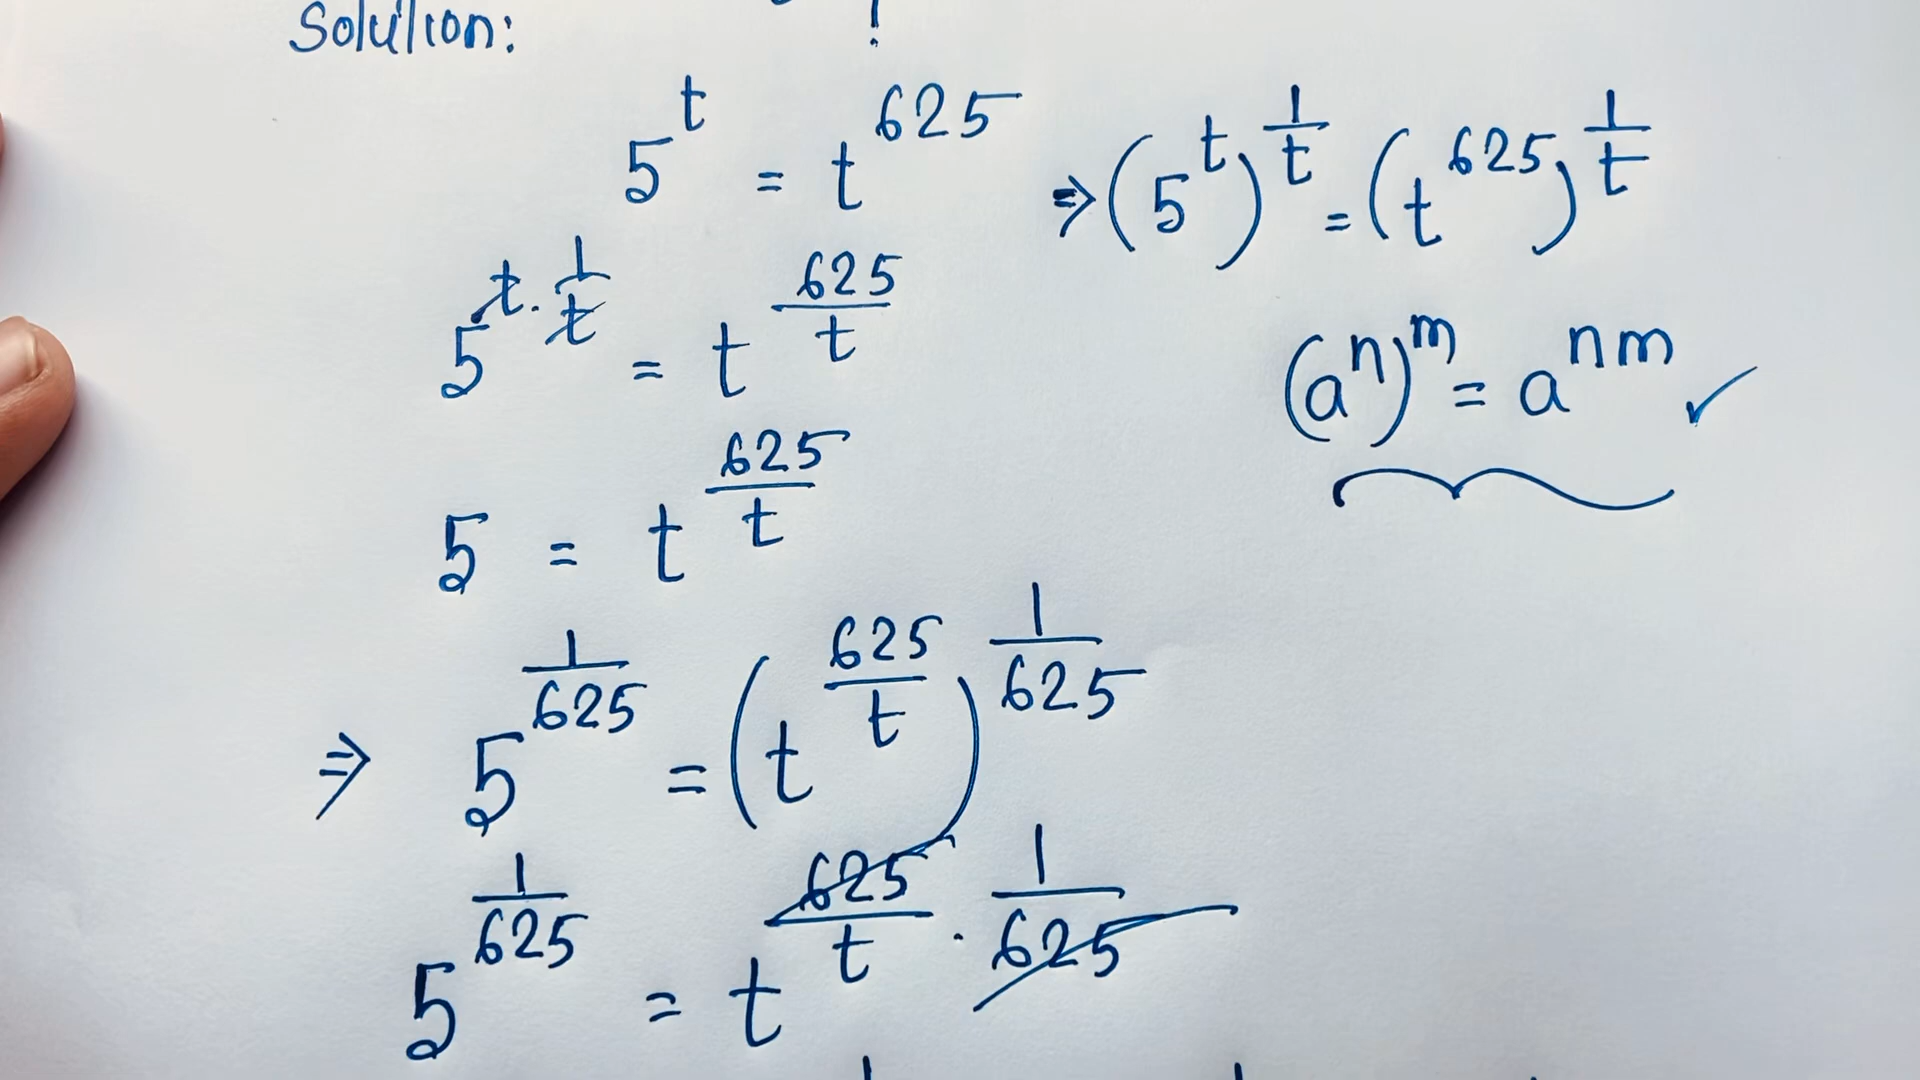 Solution: ?
5^t = t^625 ⇒ (5^t)^(1/t) = (t^625)^(1/t)
5^(t·1/t) = t^(625/t)
(a^n)^m = a^(nm) ✓
5 = t^(625/t)
⇒ 5^(1/625) = (t^(625/t))^(1/625)
5^(1/625) = t^(625/t · 1/625)